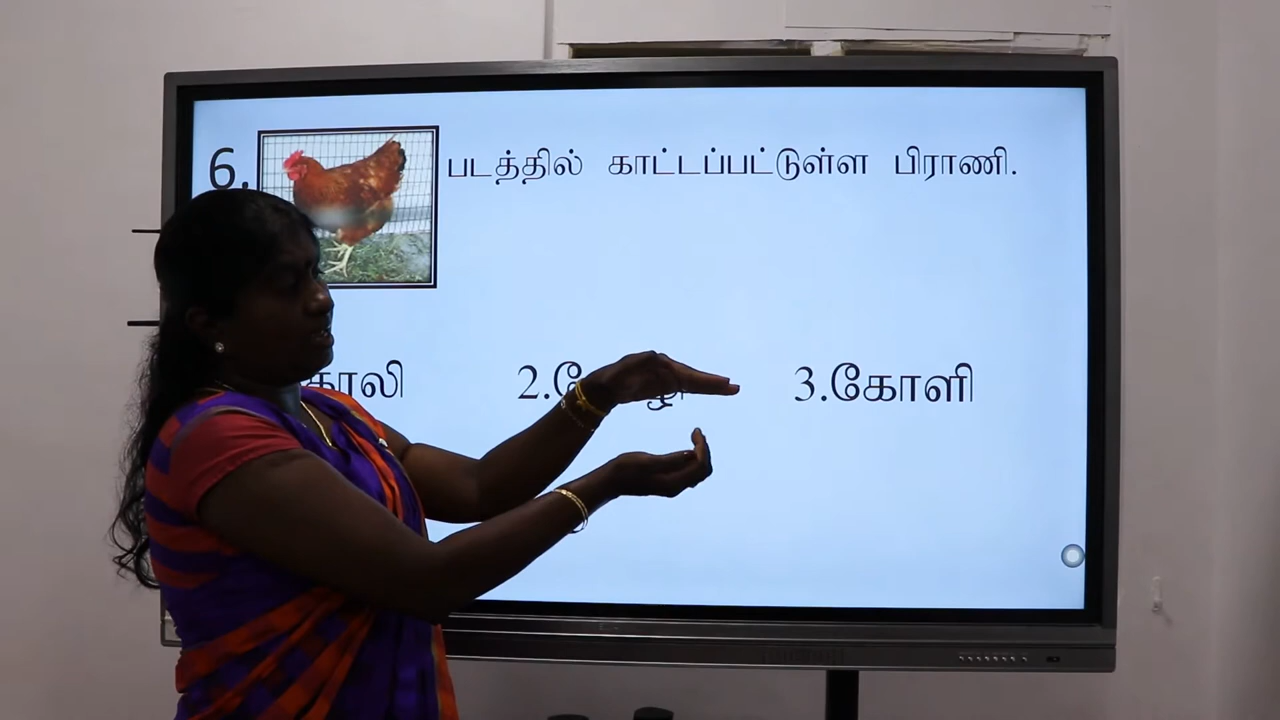 6. படத்தில் காட்டப்பட்டுள்ள பிராணி.
2. 3.கோளி